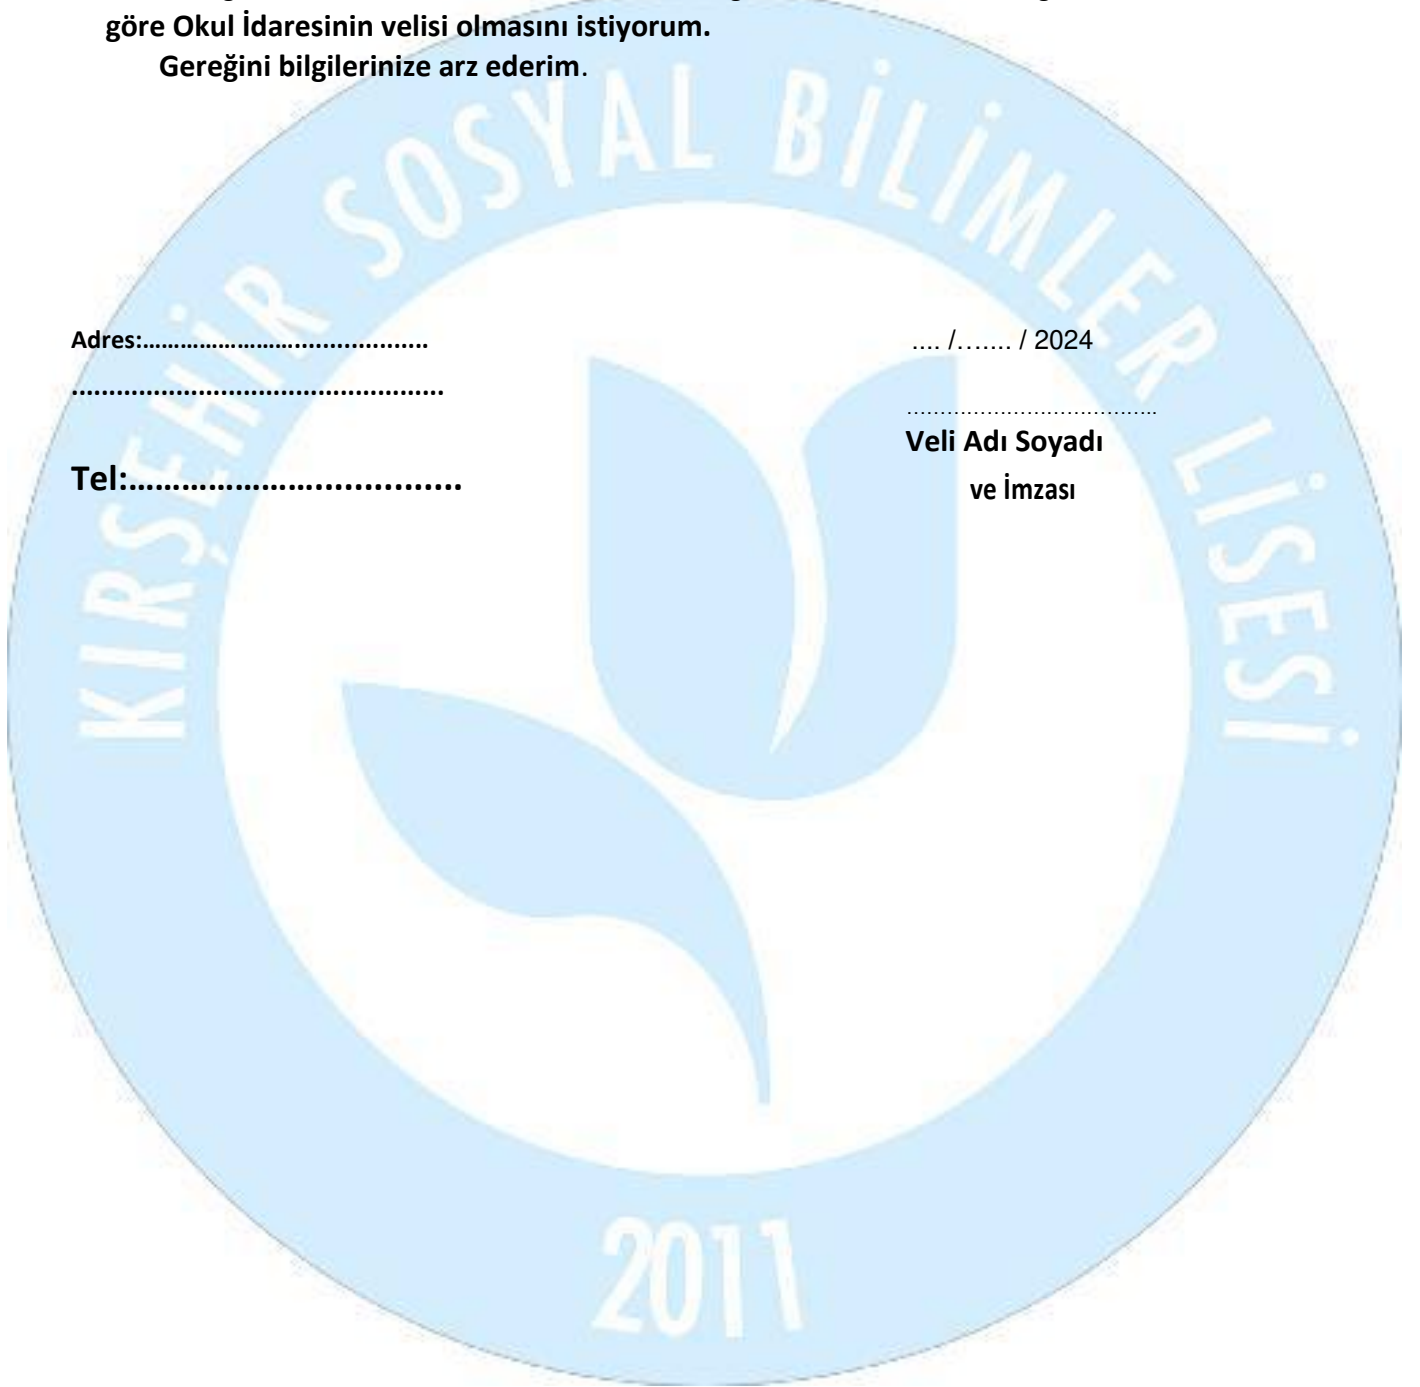 göre Okul İdaresinin velisi olmasını istiyorum.
Gereğini bilgilerinize arz ederim.
KIRŞEHİR SOSYAL BİLİMLER LİSESİ
Adres:.........................................
.... /....... / 2024
................................................
......................................
Veli Adı Soyadı
Tel:.....................................
ve İmzası
2011